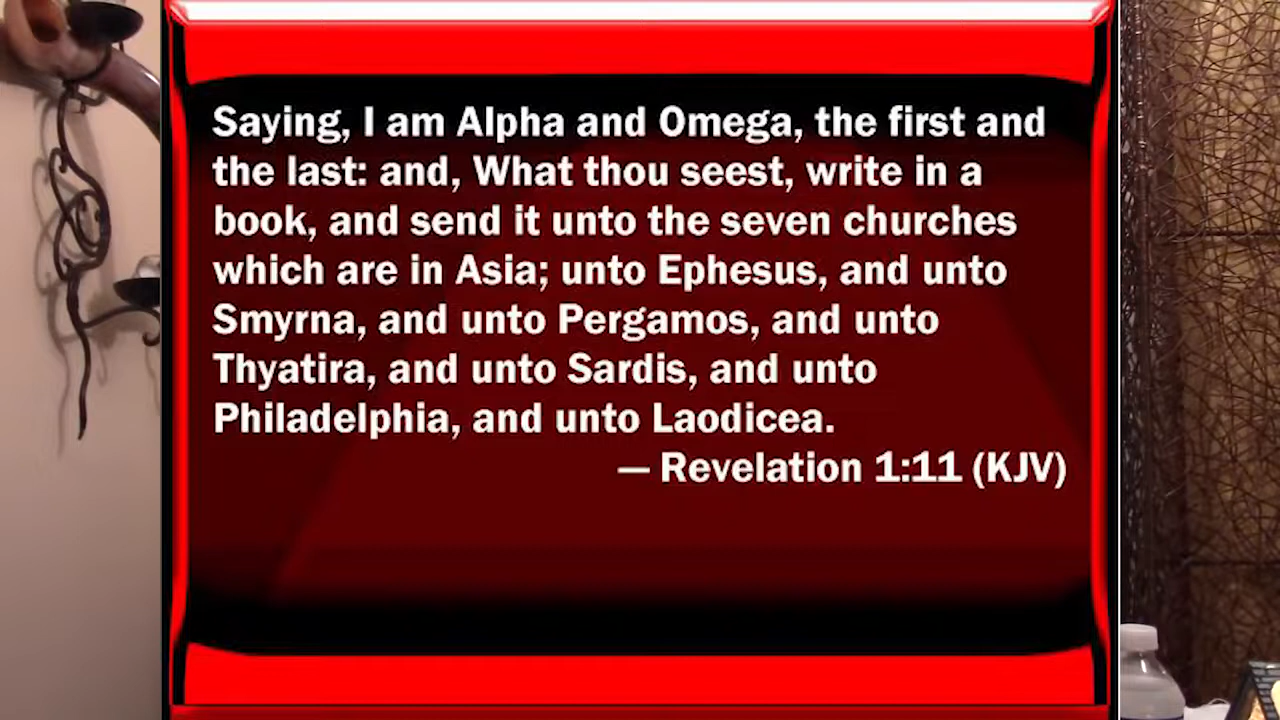 Saying, I am Alpha and Omega, the first and
the last: and, What thou seest, write in a
book, and send it unto the seven churches
which are in Asia; unto Ephesus, and unto
Smyrna, and unto Pergamos, and unto
Thyatira, and unto Sardis, and unto
Philadelphia, and unto Laodicea.
— Revelation 1:11 (KJV)